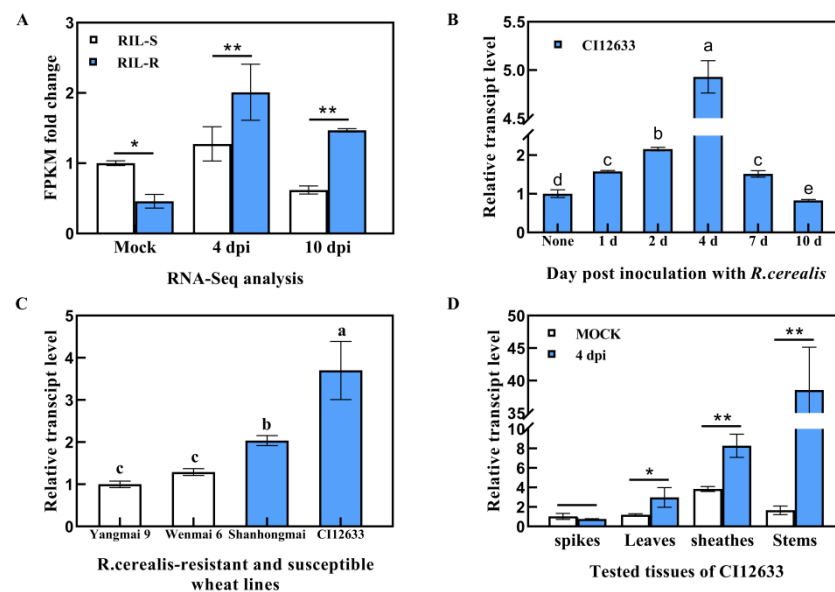 A
RIL-S
RIL-R
FPKM fold change
3
2
1
0
*
**
**
Mock
4 dpi
10 dpi
RNA-Seq analysis
B
CI12633
Relative transcipt level
5.5
5.0
4.5
2
1
0
d
c
b
a
c
e
None
1 d
2 d
4 d
7 d
10 d
Day post inoculation with R.cerealis
C
Relative transcipt level
5
4
3
2
1
0
c
c
b
a
Yangmai 9
Wenmai 6
Shanhongmai
CI12633
R.cerealis-resistant and susceptible
wheat lines
D
MOCK
4 dpi
Relative transcipt level
50
45
40
35
8
6
4
2
0
*
**
**
spikes
Leaves
sheathes
Stems
Tested tissues of CI12633